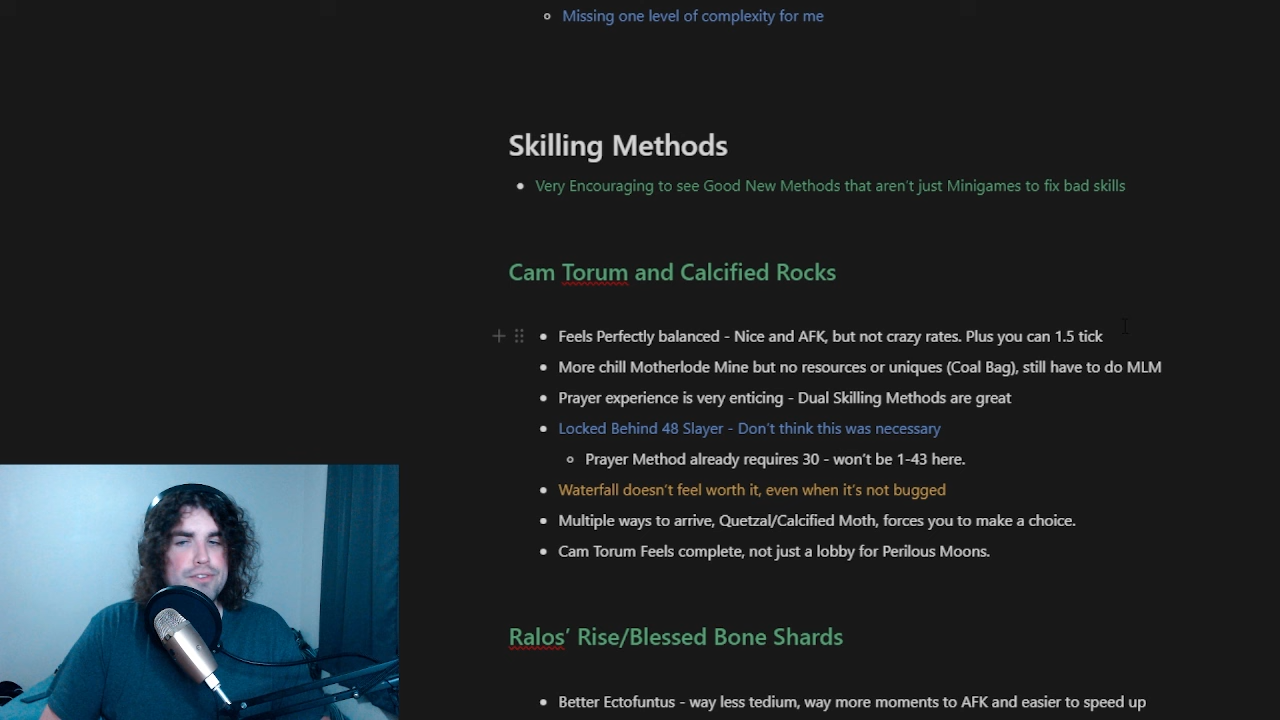 Missing one level of complexity for me
Skilling Methods
Very Encouraging to see Good New Methods that aren't just Minigames to fix bad skills
Cam Torum and Calcified Rocks
Feels Perfectly balanced - Nice and AFK, but not crazy rates. Plus you can 1.5 tick
More chill Motherlode Mine but no resources or uniques (Coal Bag), still have to do MLM
Prayer experience is very enticing - Dual Skilling Methods are great
Locked Behind 48 Slayer - Don't think this was necessary
Prayer Method already requires 30 - won't be 1-43 here.
Waterfall doesn't feel worth it, even when it's not bugged
Multiple ways to arrive, Quetzal/Calcified Moth, forces you to make a choice.
Cam Torum Feels complete, not just a lobby for Perilous Moons.
Ralos' Rise/Blessed Bone Shards
Better Ectofuntus - way less tedium, way more moments to AFK and easier to speed up